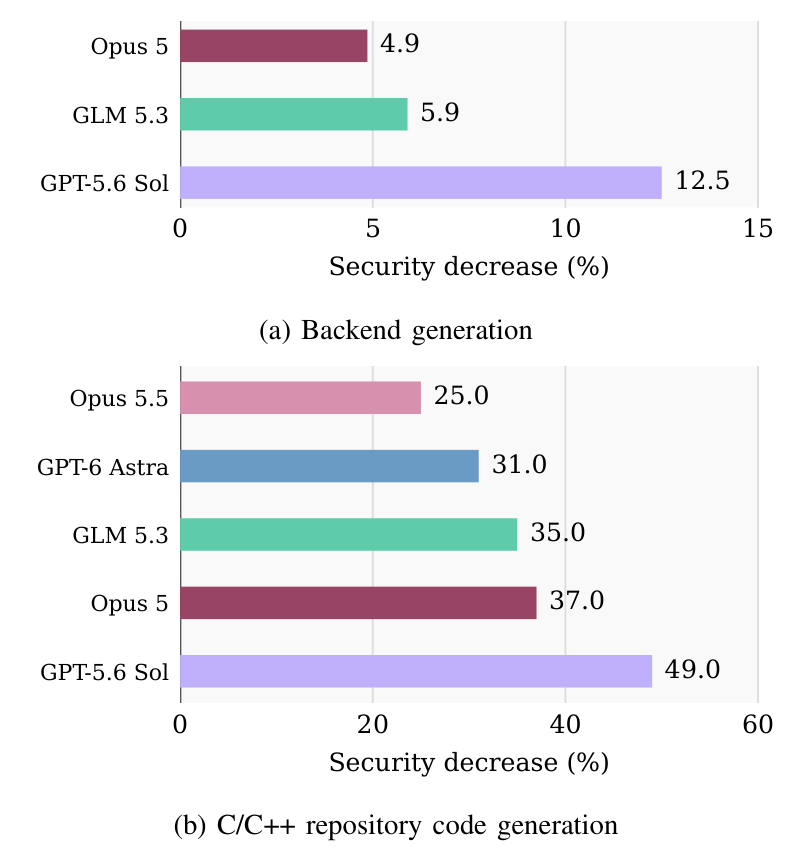 Opus 5 4.9
GLM 5.3 5.9
GPT-5.6 Sol 12.5
0 5 10 15
Security decrease (%)
(a) Backend generation
Opus 5.5 25.0
GPT-6 Astra 31.0
GLM 5.3 35.0
Opus 5 37.0
GPT-5.6 Sol 49.0
0 20 40 60
Security decrease (%)
(b) C/C++ repository code generation